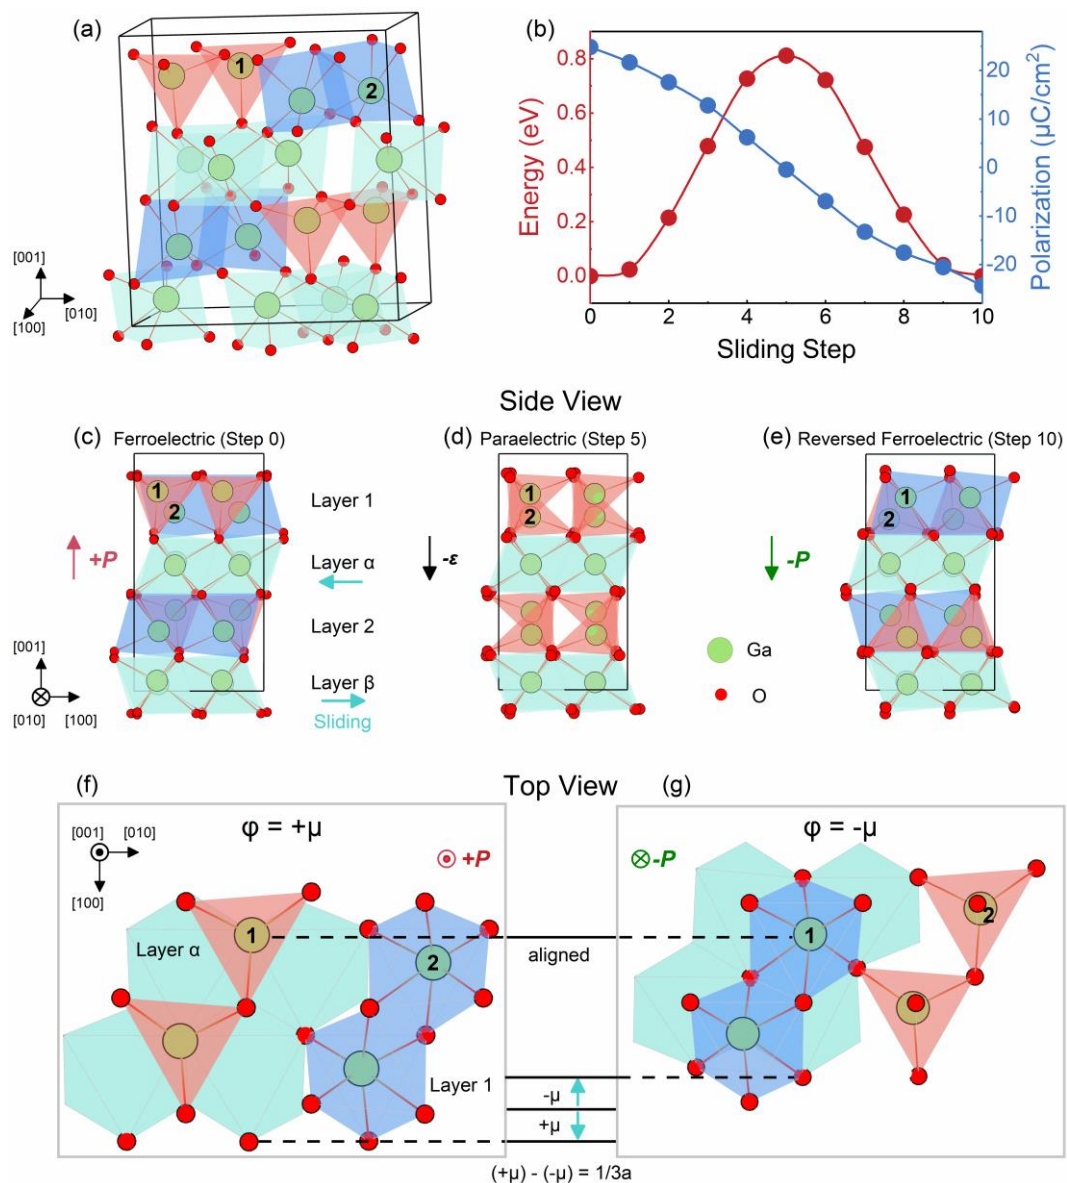 (a)
1
2
[001]
[100]
[010]
(b)
Energy (eV)
0.8
0.6
0.4
0.2
0.0
20
10
0
-10
-20
Polarization (μC/cm²)
0 2 4 6 8 10
Sliding Step
Side View
(c) Ferroelectric (Step 0)
1
2
Layer 1
+P
Layer α
Layer 2
Layer β
Sliding
[001]
[010] [100]
(d) Paraelectric (Step 5)
1
2
-ε
(e) Reversed Ferroelectric (Step 10)
1
2
-P
Ga
O
Top View
(f)
φ = +μ
[001] [010]
[100]
+P
1
2
Layer α
Layer 1
aligned
-μ
+μ
(+μ) - (-μ) = 1/3a
(g)
φ = -μ
-P
1
2